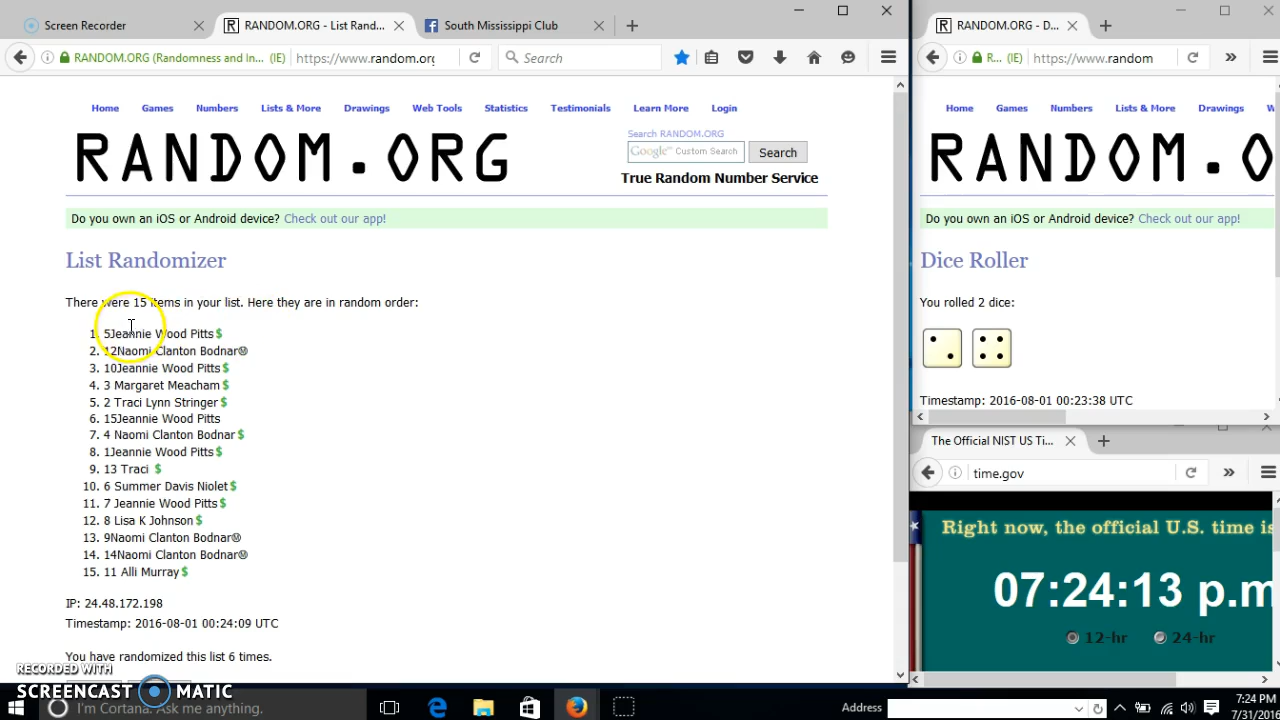 Screen Recorder
RANDOM.ORG - List Rand...
South Mississippi Club
RANDOM.ORG (Randomness and In... (IE)
https://www.random.org
Search
Home Games Numbers Lists & More Drawings Web Tools Statistics Testimonials Learn More Login
RANDOM.ORG
Search RANDOM.ORG
Google™ Custom Search
Search
True Random Number Service
Do you own an iOS or Android device? Check out our app!
List Randomizer
There were 15 items in your list. Here they are in random order:
1. 5Jeannie Wood Pitts$
2. 12Naomi Clanton BodnarⓂ
3. 10Jeannie Wood Pitts$
4. 3 Margaret Meacham$
5. 2 Traci Lynn Stringer$
6. 15Jeannie Wood Pitts
7. 4 Naomi Clanton Bodnar$
8. 1Jeannie Wood Pitts$
9. 13 Traci $
10. 6 Summer Davis Niolet$
11. 7 Jeannie Wood Pitts$
12. 8 Lisa K Johnson$
13. 9Naomi Clanton BodnarⓂ
14. 14Naomi Clanton BodnarⓂ
15. 11 Alli Murray$
IP: 24.48.172.198
Timestamp: 2016-08-01 00:24:09 UTC
You have randomized this list 6 times.
RECORDED WITH
SCREENCAST MATIC
I'm Cortana. Ask me anything.
RANDOM.ORG - D...
R... (IE)
https://www.random
Home Games Numbers Lists & More Drawings W
RANDOM.O
Do you own an iOS or Android device? Check out our app!
Dice Roller
You rolled 2 dice:
Timestamp: 2016-08-01 00:23:38 UTC
The Official NIST US Ti...
time.gov
Right now, the official U.S. time is
07:24:13 p.m
12-hr 24-hr
Address
7:24 PM
7/31/2016